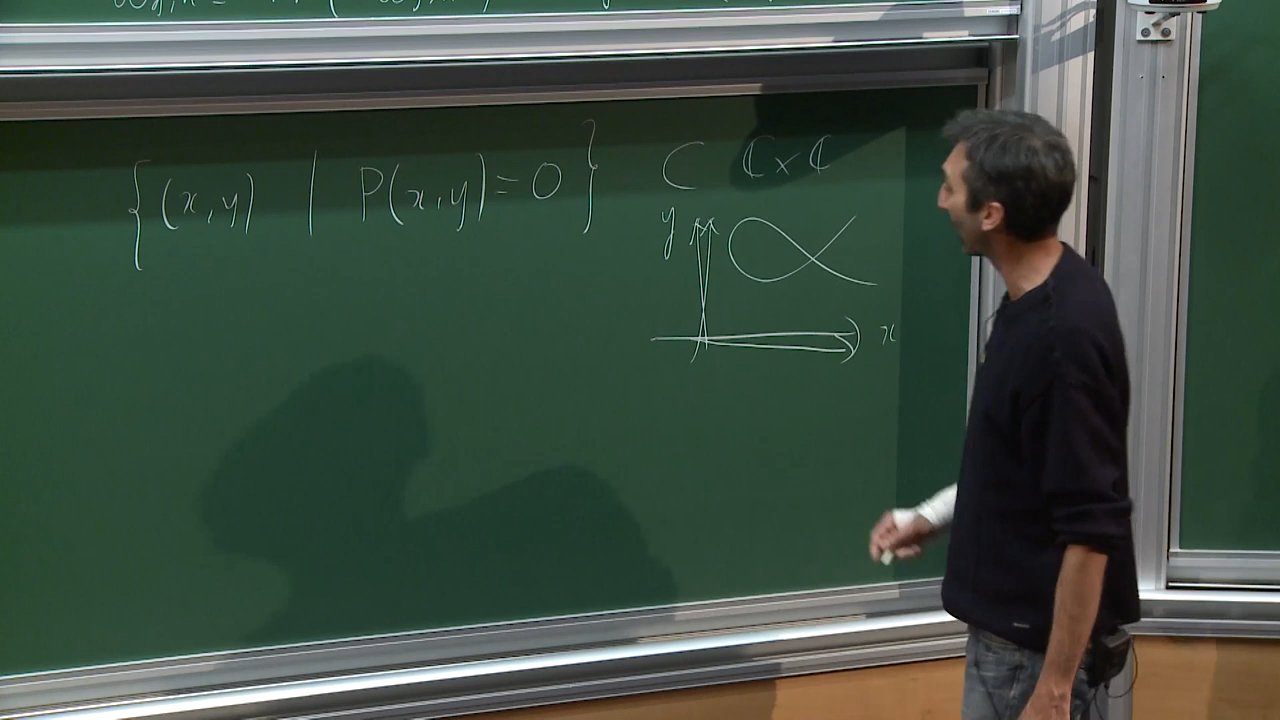 {(x,y) | P(x,y)=0} ⊂ ℂ×ℂ
y
x